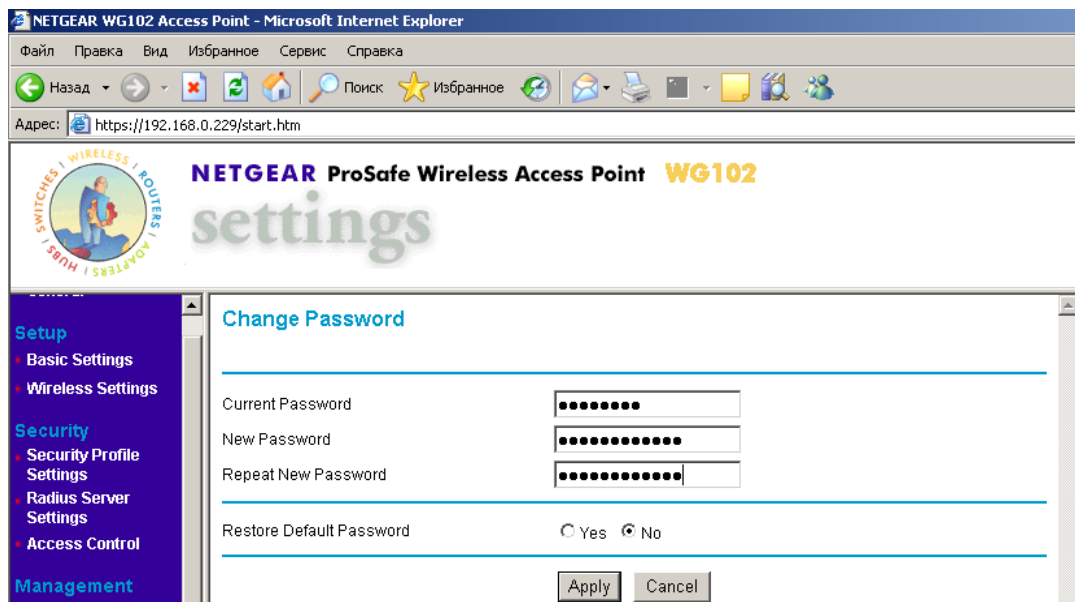 NETGEAR WG102 Access Point - Microsoft Internet Explorer
Файл Правка Вид Избранное Сервис Справка
Назад Поиск Избранное
Адрес: https://192.168.0.229/start.htm
SWITCHES | WIRELESS | ROUTERS | ADAPTERS | HUBS |
NETGEAR ProSafe Wireless Access Point WG102
settings
Setup
Basic Settings
Wireless Settings
Security
Security Profile
Settings
Radius Server
Settings
Access Control
Management
Change Password
Current Password ●●●●●●●●
New Password ●●●●●●●●●●●●
Repeat New Password ●●●●●●●●●●●●
Restore Default Password Yes No
Apply Cancel